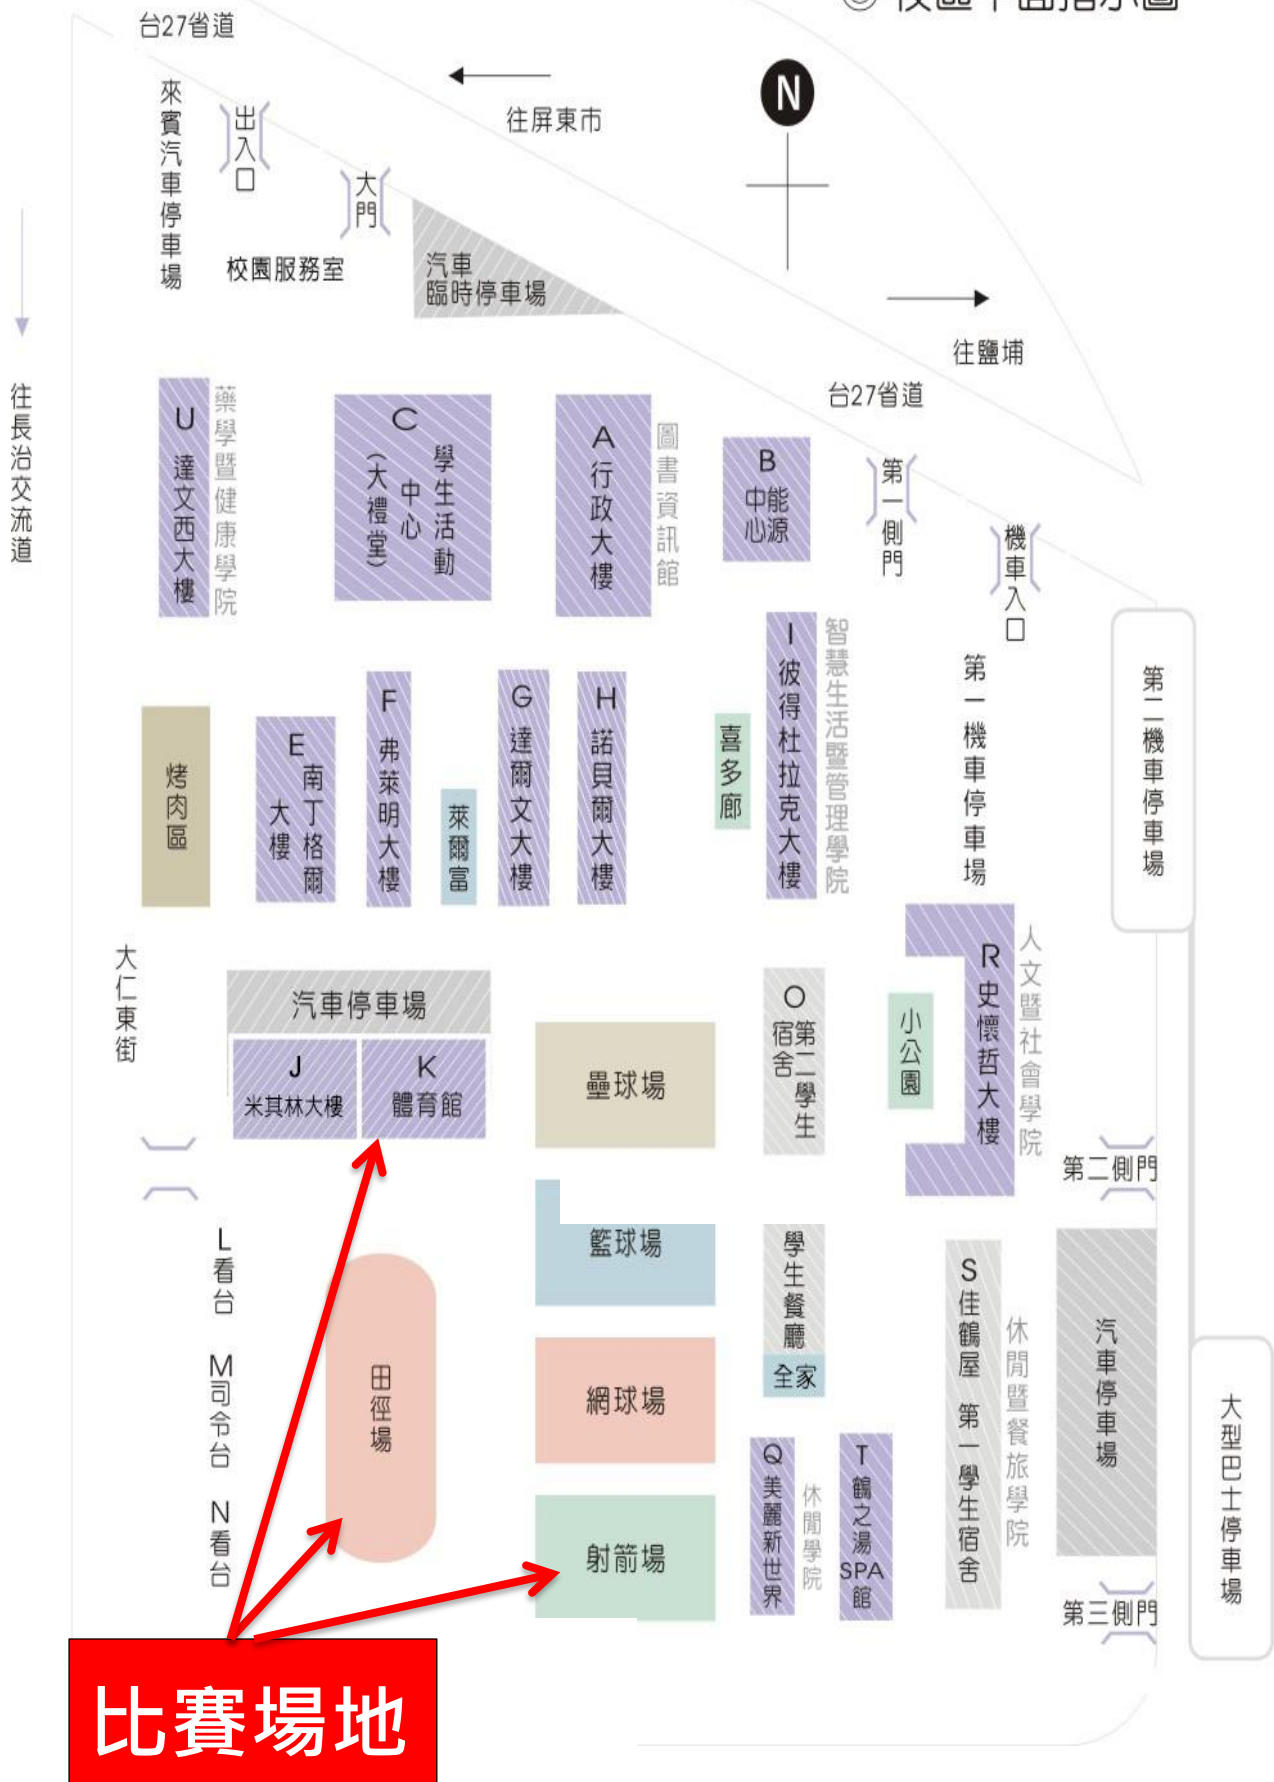 校區平面指示圖
台27省道
往屏東市
N
來賓汽車停車場
出入口
大門
校園服務室
汽車
臨時停車場
往鹽埔
台27省道
往長治交流道
U 達文西大樓
藥學暨健康學院
C
學生活動
中心
(大禮堂)
A 行政大樓
圖書資訊館
B
能源
中心
第一側門
機車入口
烤肉區
E
南丁格爾
大樓
F 弗萊明大樓
萊爾富
G 達爾文大樓
H 諾貝爾大樓
喜多廊
I 彼得杜拉克大樓
智慧生活暨管理學院
第一機車停車場
第二機車停車場
大仁東街
汽車停車場
J
米其林大樓
K
體育館
壘球場
O
第二學生
宿舍
小公園
R 史懷哲大樓
人文暨社會學院
第二側門
L看台
M司令台
N看台
田徑場
籃球場
網球場
射箭場
學生餐廳
全家
Q 美麗新世界
休閒學院
T 鶴之湯SPA館
S 佳鶴屋 第一學生宿舍
休閒暨餐旅學院
汽車停車場
大型巴士停車場
第三側門
比賽場地